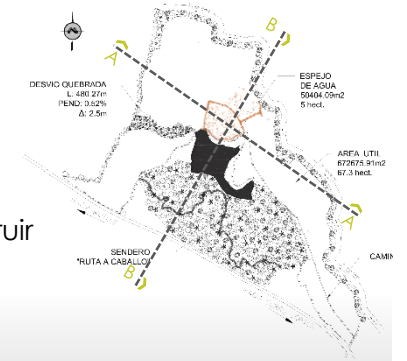 B
A
DESVIO QUEBRADA
L: 480.27m
PEND: 0.52%
Δ: 2.5m
ESPEJO
DE AGUA
50404.09m2
5 hect.
AREA UTIL
672675.91m2
67.3 hect.
A
ruir
SENDERO
"RUTA A CABALLO"
B
CAMIN